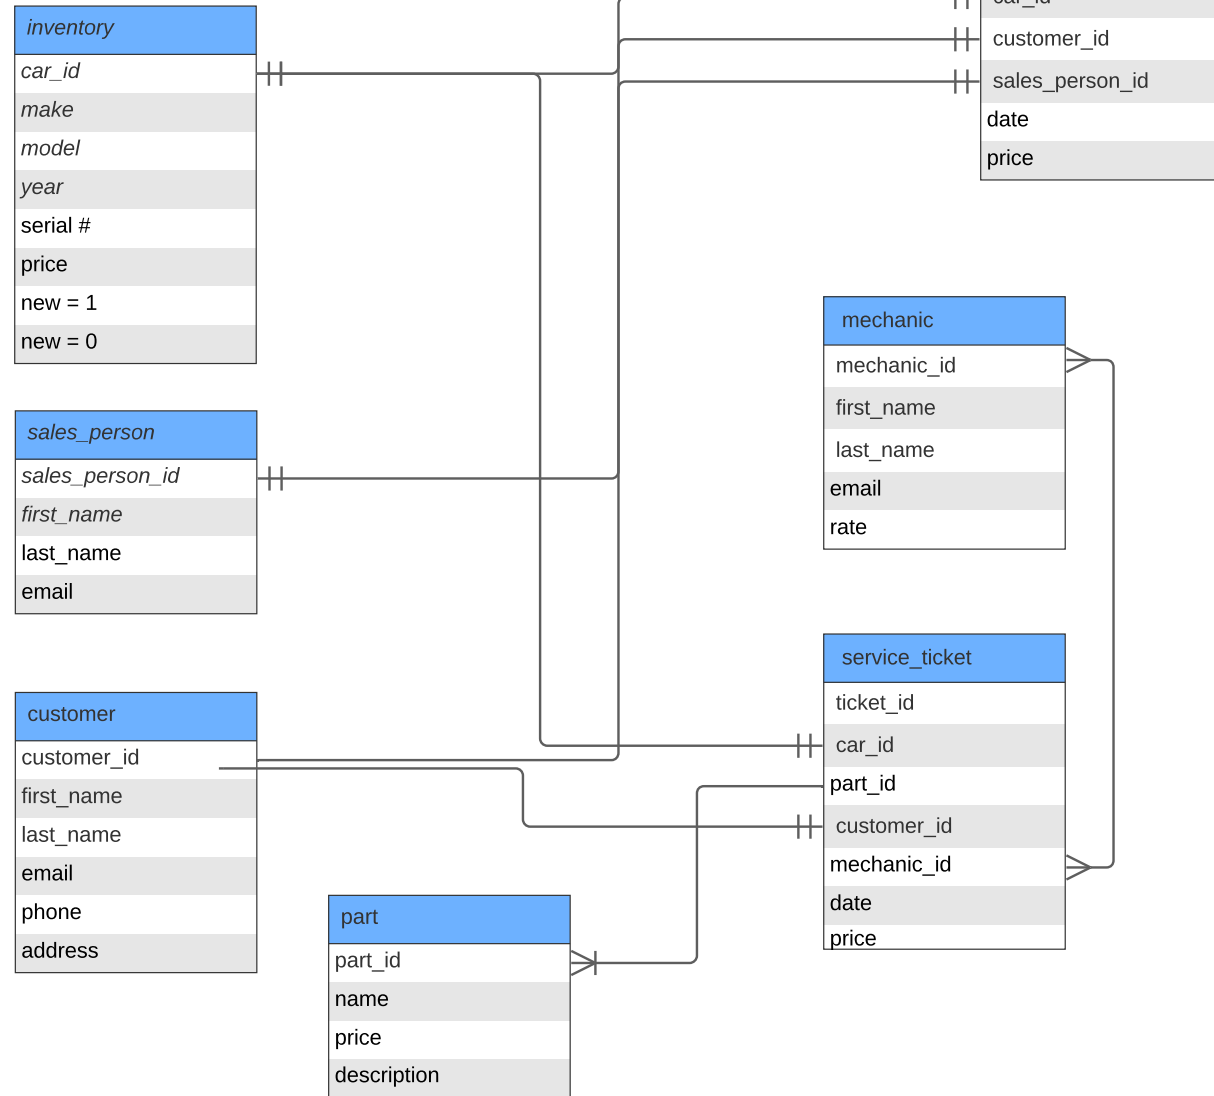 inventory
car_id
make
model
year
serial #
price
new = 1
new = 0
car_id
customer_id
sales_person_id
date
price
sales_person
sales_person_id
first_name
last_name
email
mechanic
mechanic_id
first_name
last_name
email
rate
customer
customer_id
first_name
last_name
email
phone
address
service_ticket
ticket_id
car_id
part_id
customer_id
mechanic_id
date
price
part
part_id
name
price
description